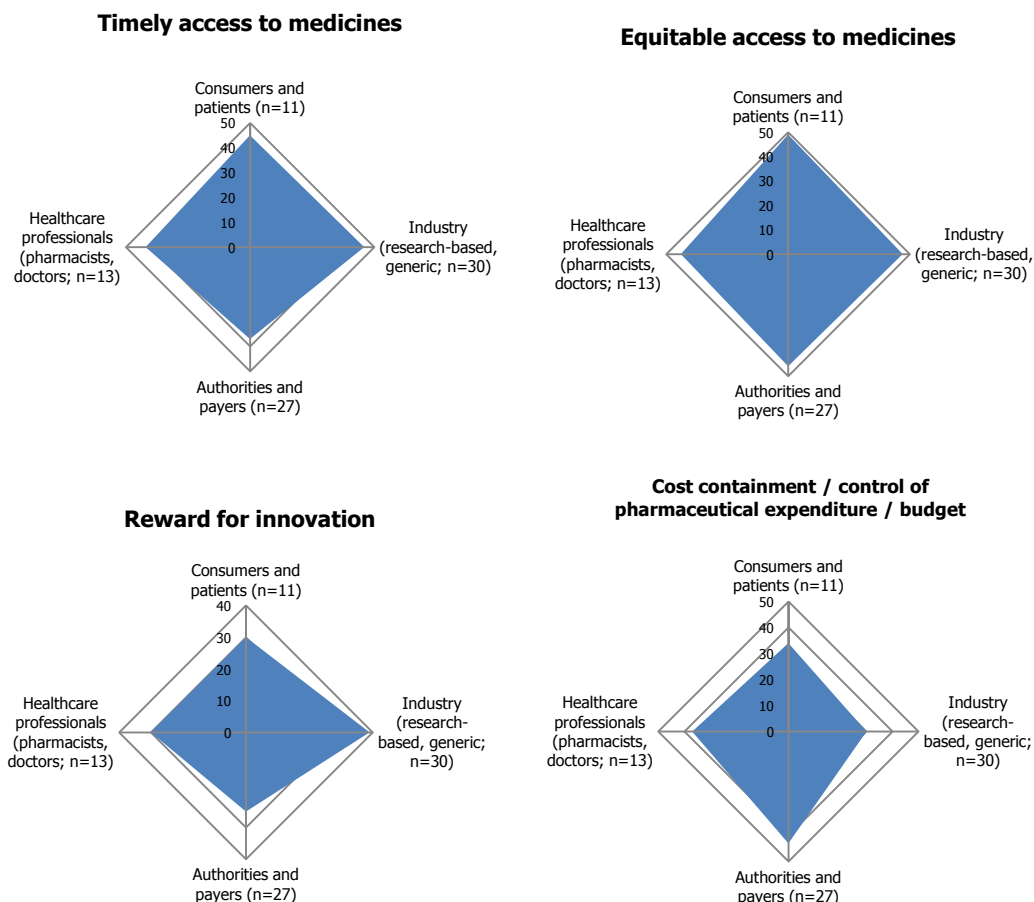 Timely access to medicines
Consumers and
patients (n=11)
50
40
30
20
10
0
Healthcare
professionals
(pharmacists,
doctors; n=13)
Industry
(research-based,
generic; n=30)
Authorities and
payers (n=27)
Equitable access to medicines
Consumers and
patients (n=11)
50
40
30
20
10
0
Healthcare
professionals
(pharmacists,
doctors; n=13)
Industry
(research-based,
generic; n=30)
Authorities and
payers (n=27)
Reward for innovation
Consumers and
patients (n=11)
40
30
20
10
0
Healthcare
professionals
(pharmacists,
doctors; n=13)
Industry
(research-
based, generic;
n=30)
Authorities and
payers (n=27)
Cost containment / control of
pharmaceutical expenditure / budget
Consumers and
patients (n=11)
50
40
30
20
10
0
Healthcare
professionals
(pharmacists,
doctors; n=13)
Industry
(research-
based, generic;
n=30)
Authorities and
payers (n=27)